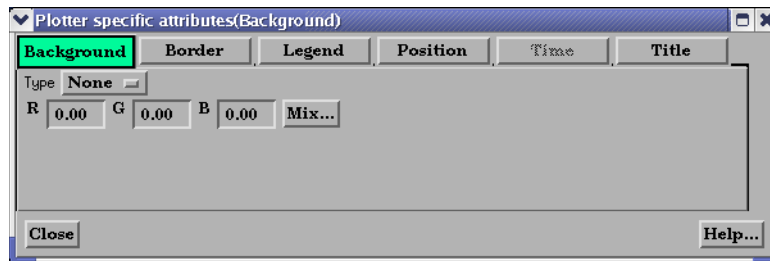 Plotter specific attributes(Background)
Background Border Legend Position Time Title
Type None
R 0.00 G 0.00 B 0.00 Mix...
Close Help...